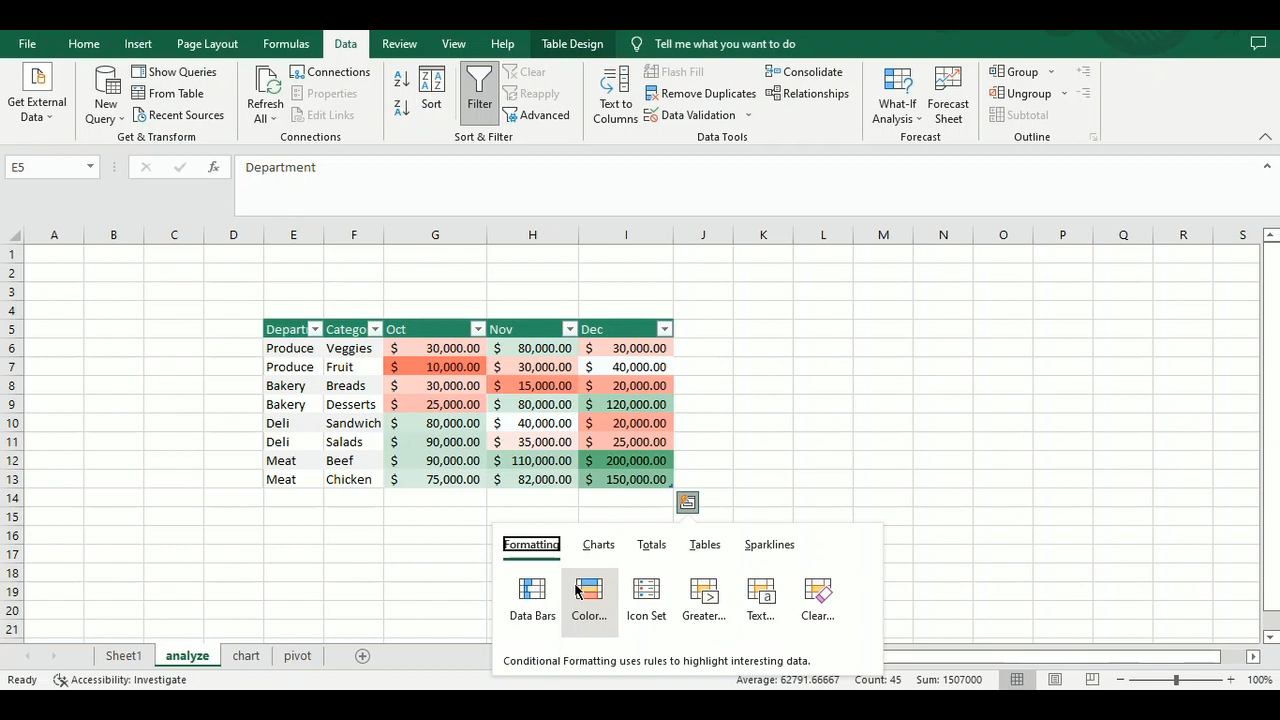 File Home Insert Page Layout Formulas Data Review View Help Table Design Tell me what you want to do
Get External Data
New Query
Show Queries
From Table
Recent Sources
Get & Transform
Refresh All
Connections
Properties
Edit Links
Connections
Sort
Filter
Clear
Reapply
Advanced
Sort & Filter
Text to Columns
Flash Fill
Remove Duplicates
Data Validation
Consolidate
Relationships
Data Tools
What-If Analysis
Forecast Sheet
Forecast
Group
Ungroup
Subtotal
Outline
E5 fx Department
A B C D E F G H I J K L M N O P Q R S
1
2
3
4
5 Depart Catego Oct Nov Dec
6 Produce Veggies $ 30,000.00 $ 80,000.00 $ 30,000.00
7 Produce Fruit $ 10,000.00 $ 30,000.00 $ 40,000.00
8 Bakery Breads $ 30,000.00 $ 15,000.00 $ 20,000.00
9 Bakery Desserts $ 25,000.00 $ 80,000.00 $ 120,000.00
10 Deli Sandwich $ 80,000.00 $ 40,000.00 $ 20,000.00
11 Deli Salads $ 90,000.00 $ 35,000.00 $ 25,000.00
12 Meat Beef $ 90,000.00 $ 110,000.00 $ 200,000.00
13 Meat Chicken $ 75,000.00 $ 82,000.00 $ 150,000.00
14
15
16
17
18
19
20
21
Formatting Charts Totals Tables Sparklines
Data Bars Color... Icon Set Greater... Text... Clear...
Conditional Formatting uses rules to highlight interesting data.
Sheet1 analyze chart pivot
Ready Accessibility: Investigate Average: 62791.66667 Count: 45 Sum: 1507000 100%